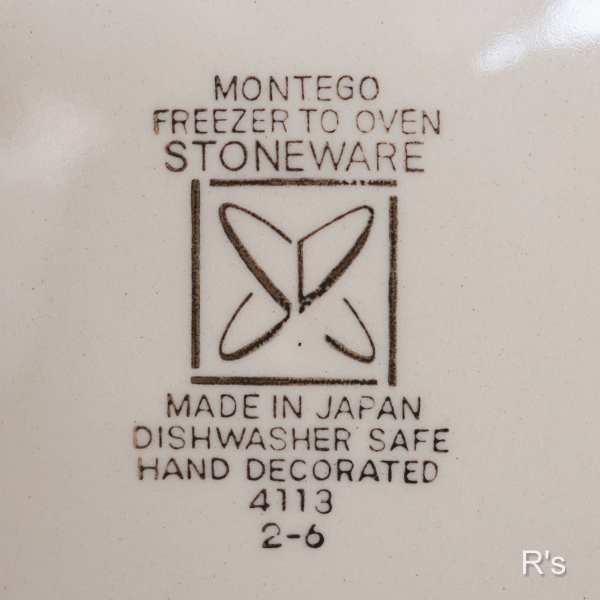 MONTEGO
FREEZER TO OVEN
STONEWARE
MADE IN JAPAN
DISHWASHER SAFE
HAND DECORATED
4113
2-6
R's